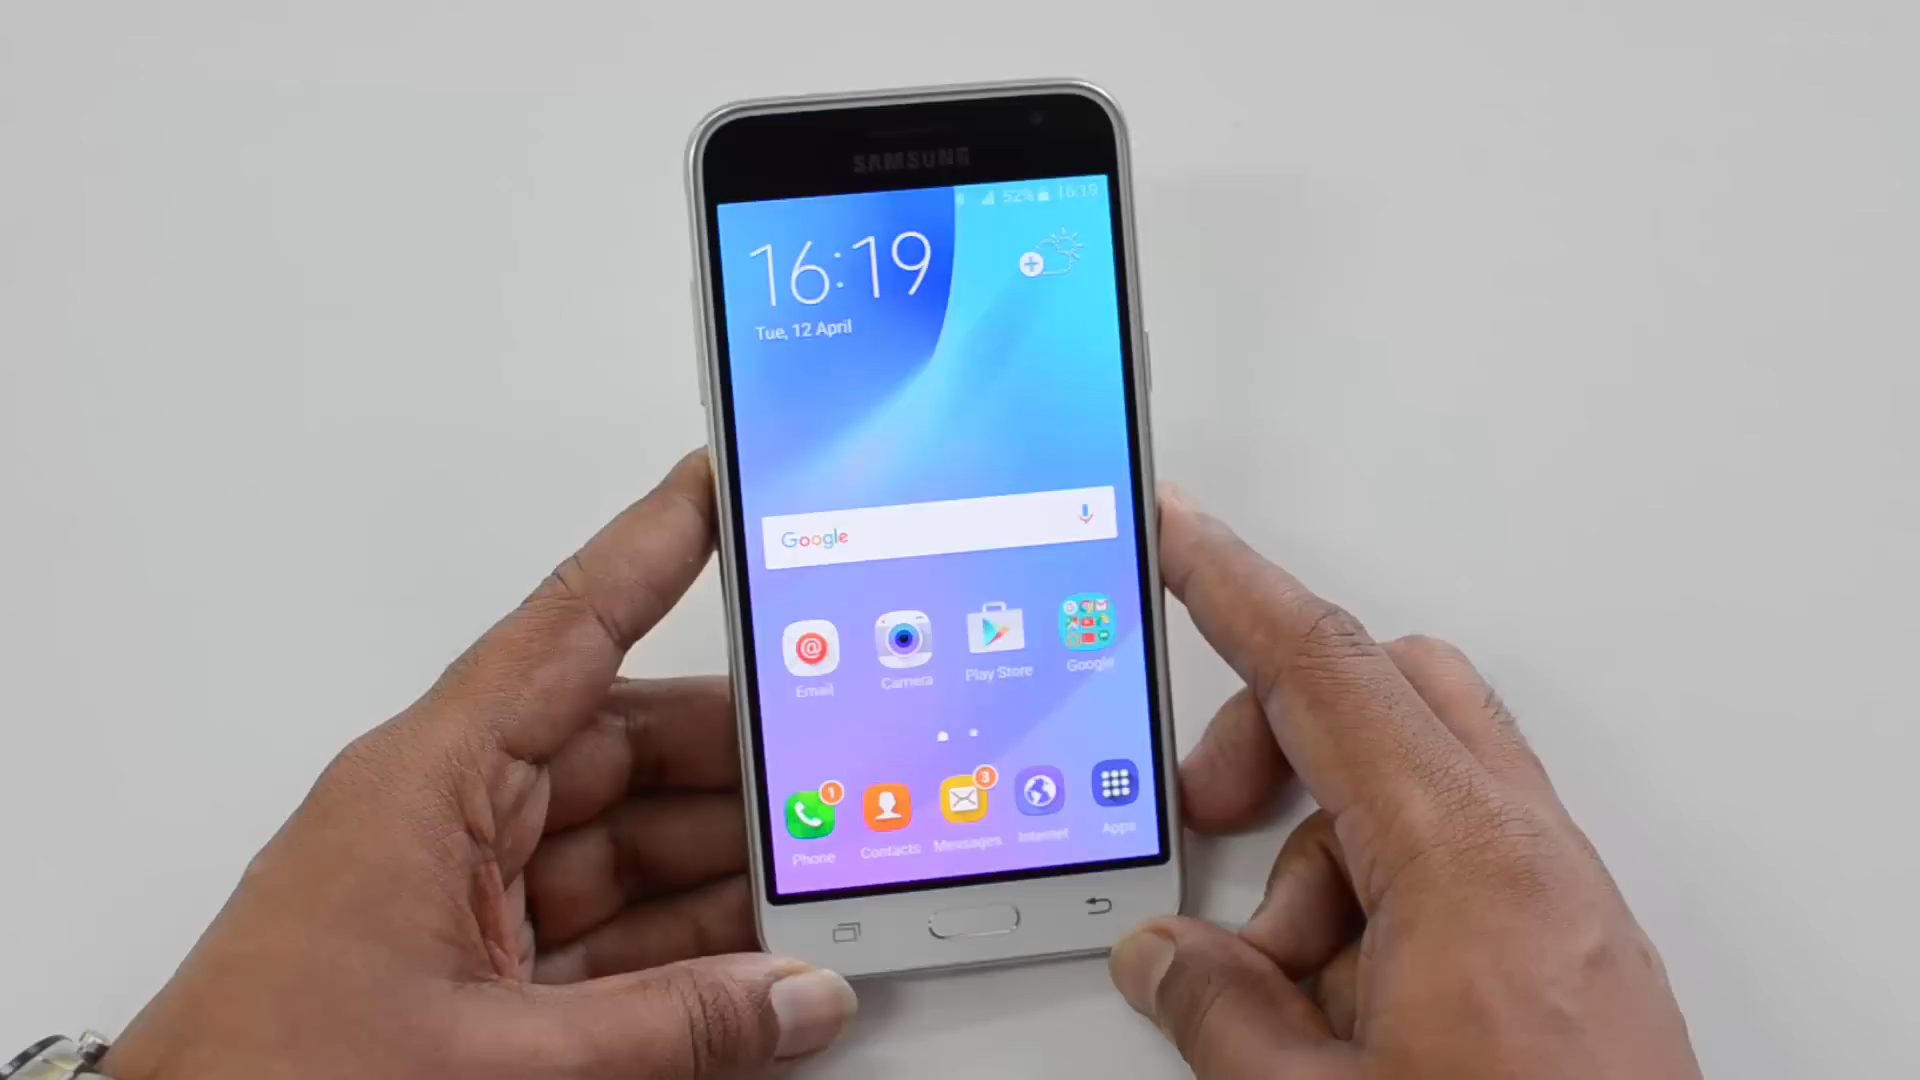 SAMSUNG
52% 16:19
16:19
Tue, 12 April
Google
Email Camera Play Store Google
1 3
Phone Contacts Messages Internet Apps